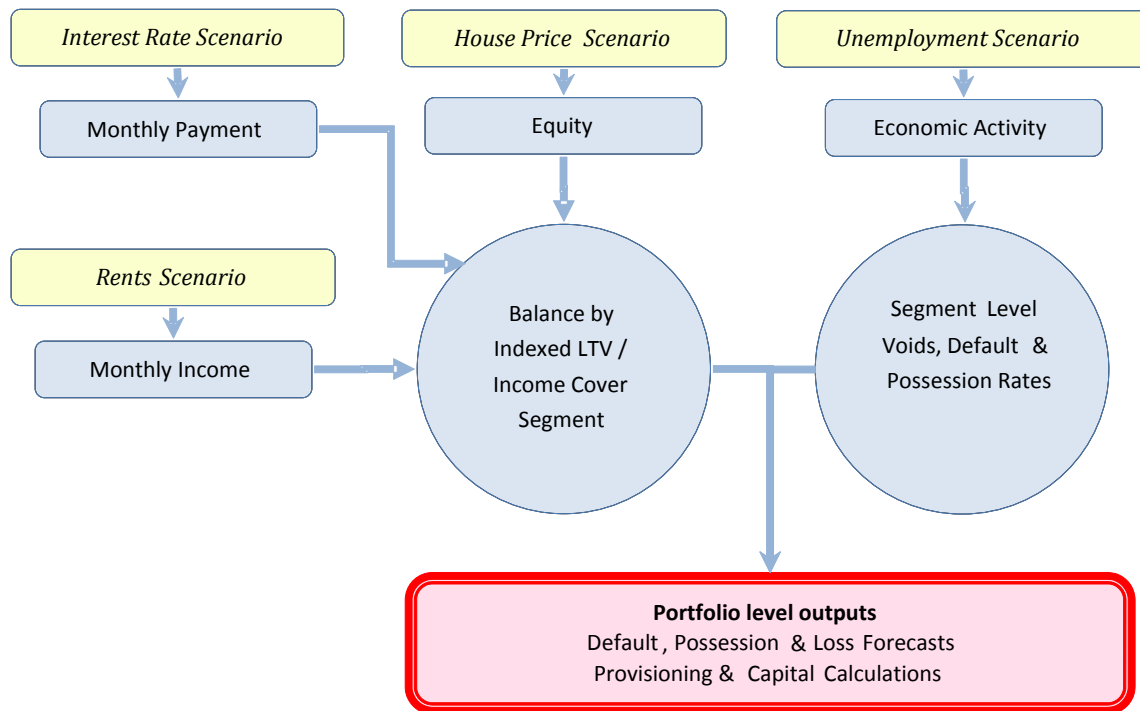 Interest Rate Scenario
House Price Scenario
Unemployment Scenario
Monthly Payment
Equity
Economic Activity
Rents Scenario
Monthly Income
Balance by
Indexed LTV /
Income Cover
Segment
Segment Level
Voids, Default &
Possession Rates
Portfolio level outputs
Default , Possession & Loss Forecasts
Provisioning & Capital Calculations